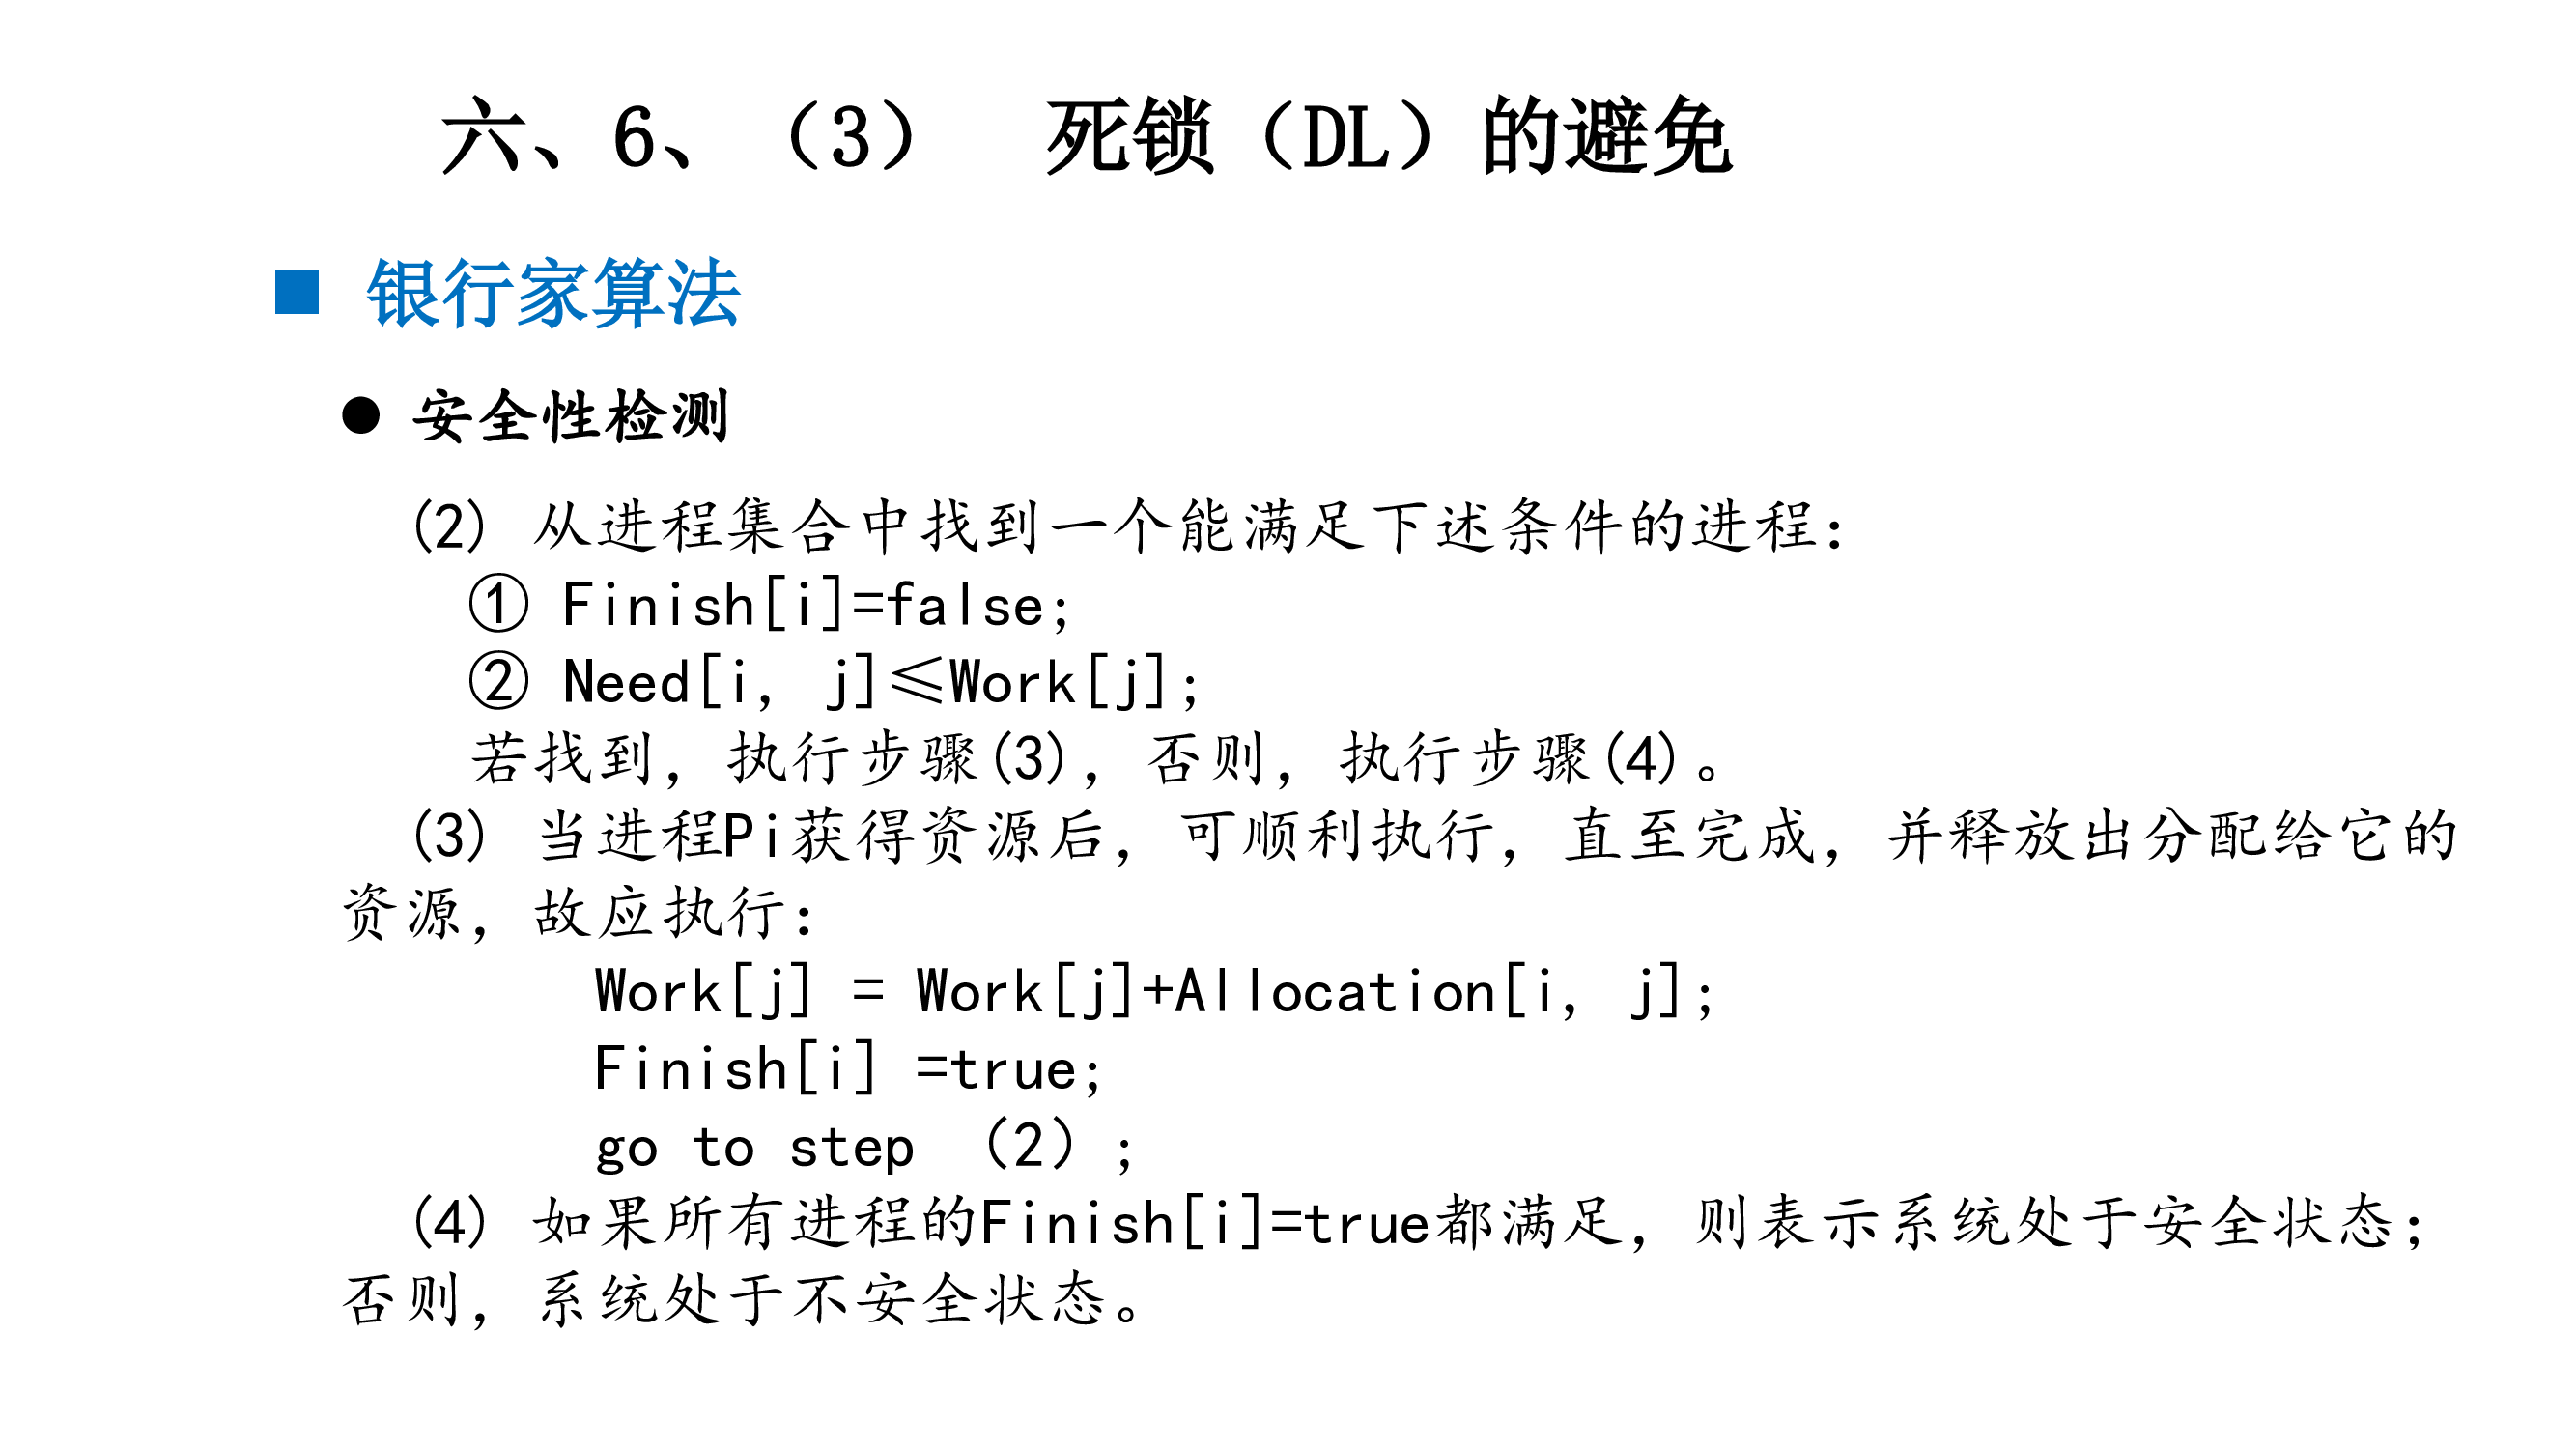 六、6、（3） 死锁（DL）的避免
■ 银行家算法
● 安全性检测
(2) 从进程集合中找到一个能满足下述条件的进程：
① Finish[i]=false;
② Need[i, j]≤Work[j];
若找到，执行步骤(3)，否则，执行步骤(4)。
(3) 当进程Pi获得资源后，可顺利执行，直至完成，并释放出分配给它的
资源，故应执行：
Work[j] = Work[j]+Allocation[i, j];
Finish[i] =true;
go to step （2）;
(4) 如果所有进程的Finish[i]=true都满足，则表示系统处于安全状态；
否则，系统处于不安全状态。